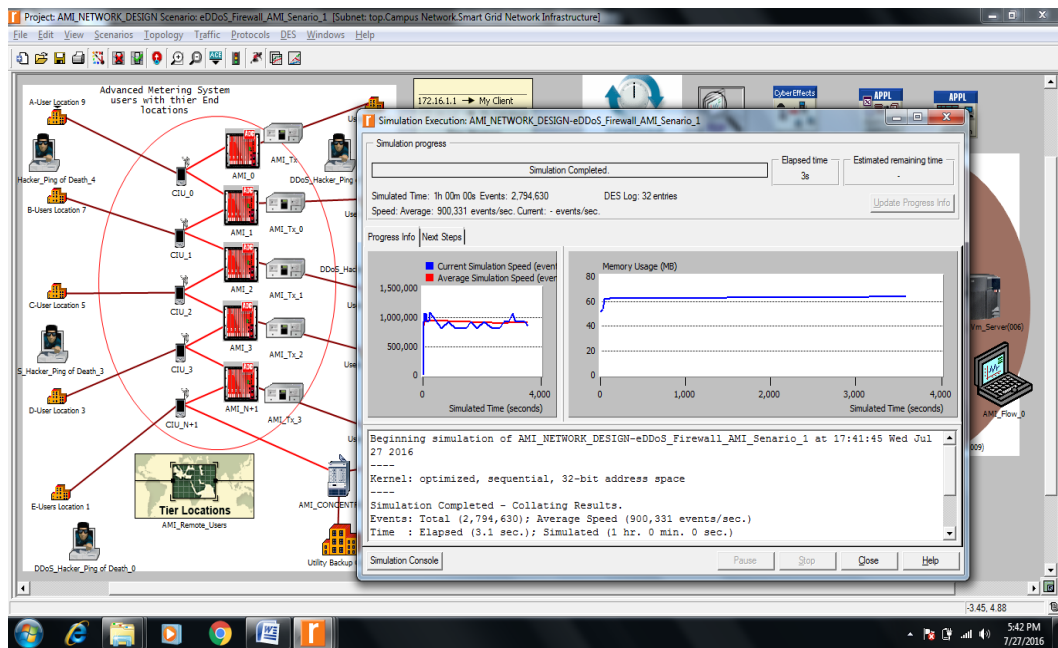 Project: AMI_NETWORK_DESIGN Scenario: eDDoS_Firewall_AMI_Senario_1 [Subnet: top.Campus Network.Smart Grid Network Infrastructure]
File Edit View Scenarios Topology Traffic Protocols DES Windows Help
Advanced Metering System
users with thier End
locations
A-User Location 9
Hacker_Ping of Death_4
B-Users Location 7
C-User Location 5
S_Hacker_Ping of Death_3
D-User Location 3
E-Users Location 1
DDoS_Hacker_Ping of Death_0
CIU_0
CIU_1
CIU_2
CIU_3
CIU_N+1
AMI_0
AMI_1
AMI_2
AMI_3
AMI_N+1
AMI_Tx
AMI_Tx_0
AMI_Tx_1
AMI_Tx_2
AMI_Tx_3
DDoS_Hacker_Ping
DDoS_Hac
Use
Tier Locations
AMI_Remote_Users
AMI_CONCENT
Utility Backup
172.16.1.1 → My Client
CyberEffects
APPL
APPL
Vm_Server(006)
AMI_Flow_0
009)
Simulation Execution: AMI_NETWORK_DESIGN-eDDoS_Firewall_AMI_Senario_1
Simulation progress
Simulation Completed.
Elapsed time
3s
Estimated remaining time
-
Simulated Time: 1h 00m 00s Events: 2,794,630 DES Log: 32 entries
Speed: Average: 900,331 events/sec. Current: - events/sec.
Update Progress Info
Progress Info Next Steps
Current Simulation Speed (event
Average Simulation Speed (even
1,500,000
1,000,000
500,000
0
0 4,000
Simulated Time (seconds)
Memory Usage (MB)
80
60
40
20
0
0 1,000 2,000 3,000 4,000
Simulated Time (seconds)
Beginning simulation of AMI_NETWORK_DESIGN-eDDoS_Firewall_AMI_Senario_1 at 17:41:45 Wed Jul
27 2016
----
Kernel: optimized, sequential, 32-bit address space
----
Simulation Completed - Collating Results.
Events: Total (2,794,630); Average Speed (900,331 events/sec.)
Time : Elapsed (3.1 sec.); Simulated (1 hr. 0 min. 0 sec.)
Simulation Console Pause Stop Close Help
-3.45, 4.88
5:42 PM
7/27/2016